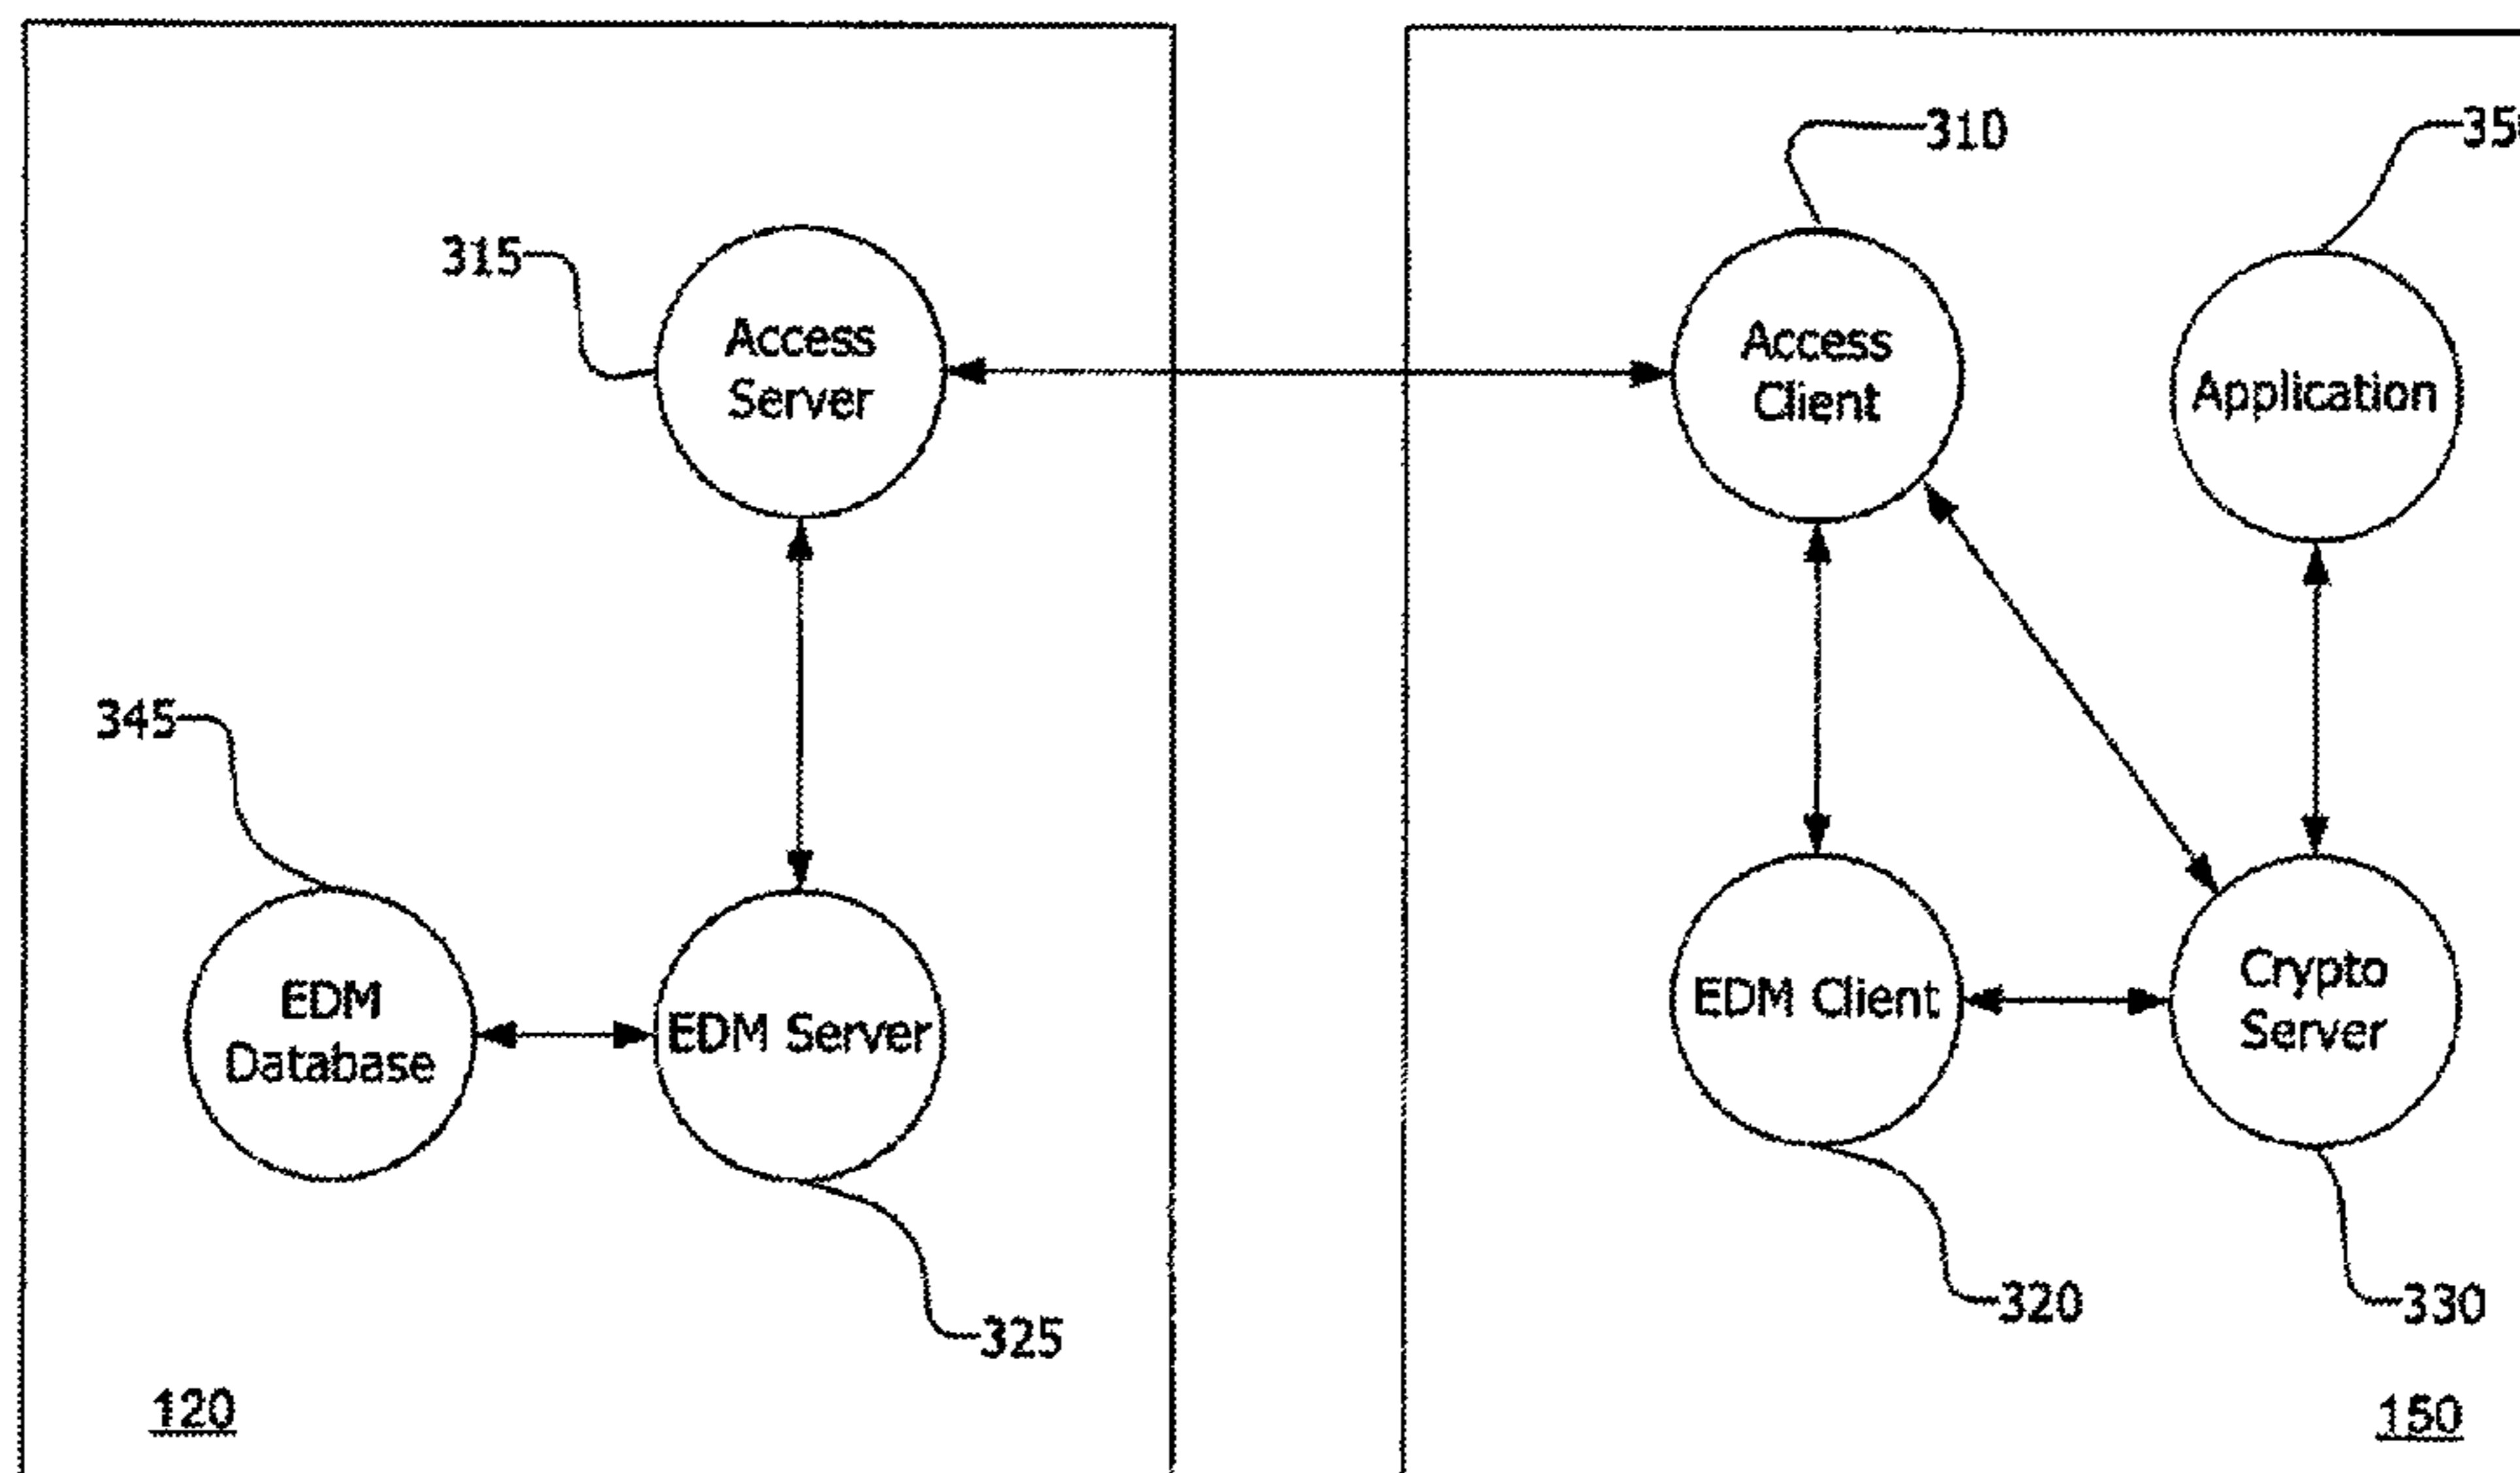 310
315
Access
Server
Access
Client
Application
345
EDM
Database
EDM Server
EDM Client
Crypto
Server
320
330
325
120
150